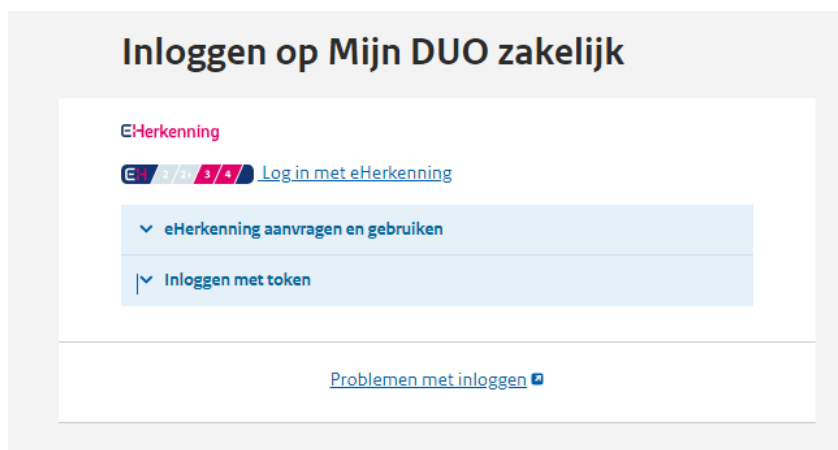 Inloggen op Mijn DUO zakelijk
EHerkenning
EH 2 2+ 3 4 Log in met eHerkenning
eHerkenning aanvragen en gebruiken
Inloggen met token
Problemen met inloggen